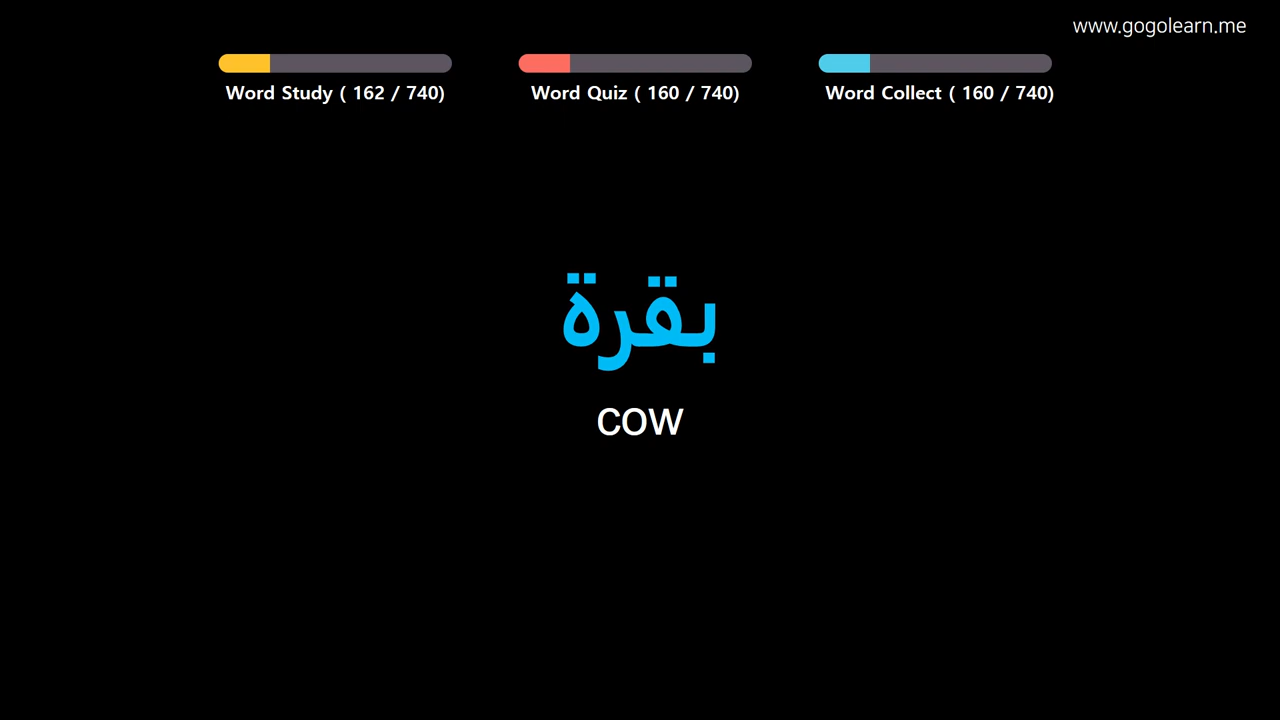 www.gogolearn.me
Word Study ( 162 / 740)
Word Quiz ( 160 / 740)
Word Collect ( 160 / 740)
بقرة
cow